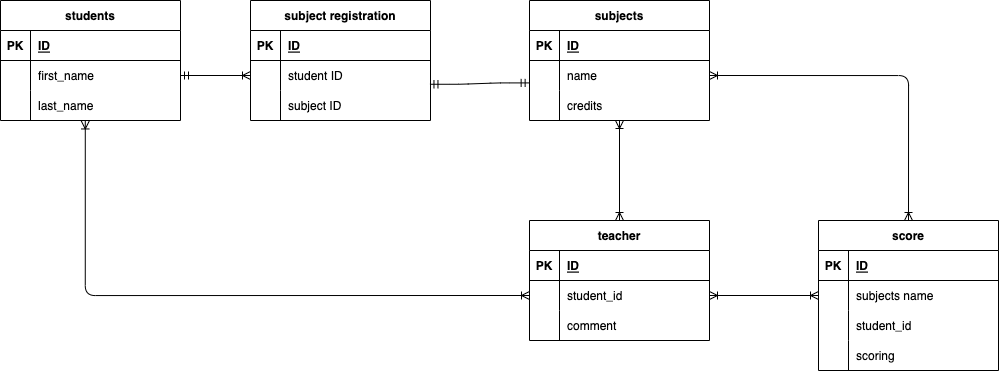 students
PK ID
first_name
last_name
subject registration
PK ID
student ID
subject ID
subjects
PK ID
name
credits
teacher
PK ID
student_id
comment
score
PK ID
subjects name
student_id
scoring